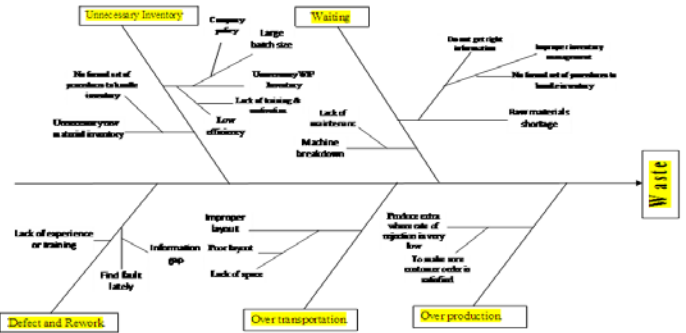 Unnecessary Inventory
Company
policy
Large
batch size
No formal set of
procedures to handle
inventory
Unnecessary WIP
Inventory
Lack of training &
motivation
Low
efficiency
Unnecessary raw
material inventory
Waiting
Do not get right
information
Improper inventory
management
No formal set of procedures to
handle inventory
Raw materials
shortage
Lack of
Machine
breakdown
Waste
Lack of experience
or training
Information
gap
Find fault
lately
Defect and Rework
Improper
layout
Poor layout
Lack of space
Over transportation
Produce extra
where rate of
rejection is very
low
To make sure
customer order is
satisfied
Over production